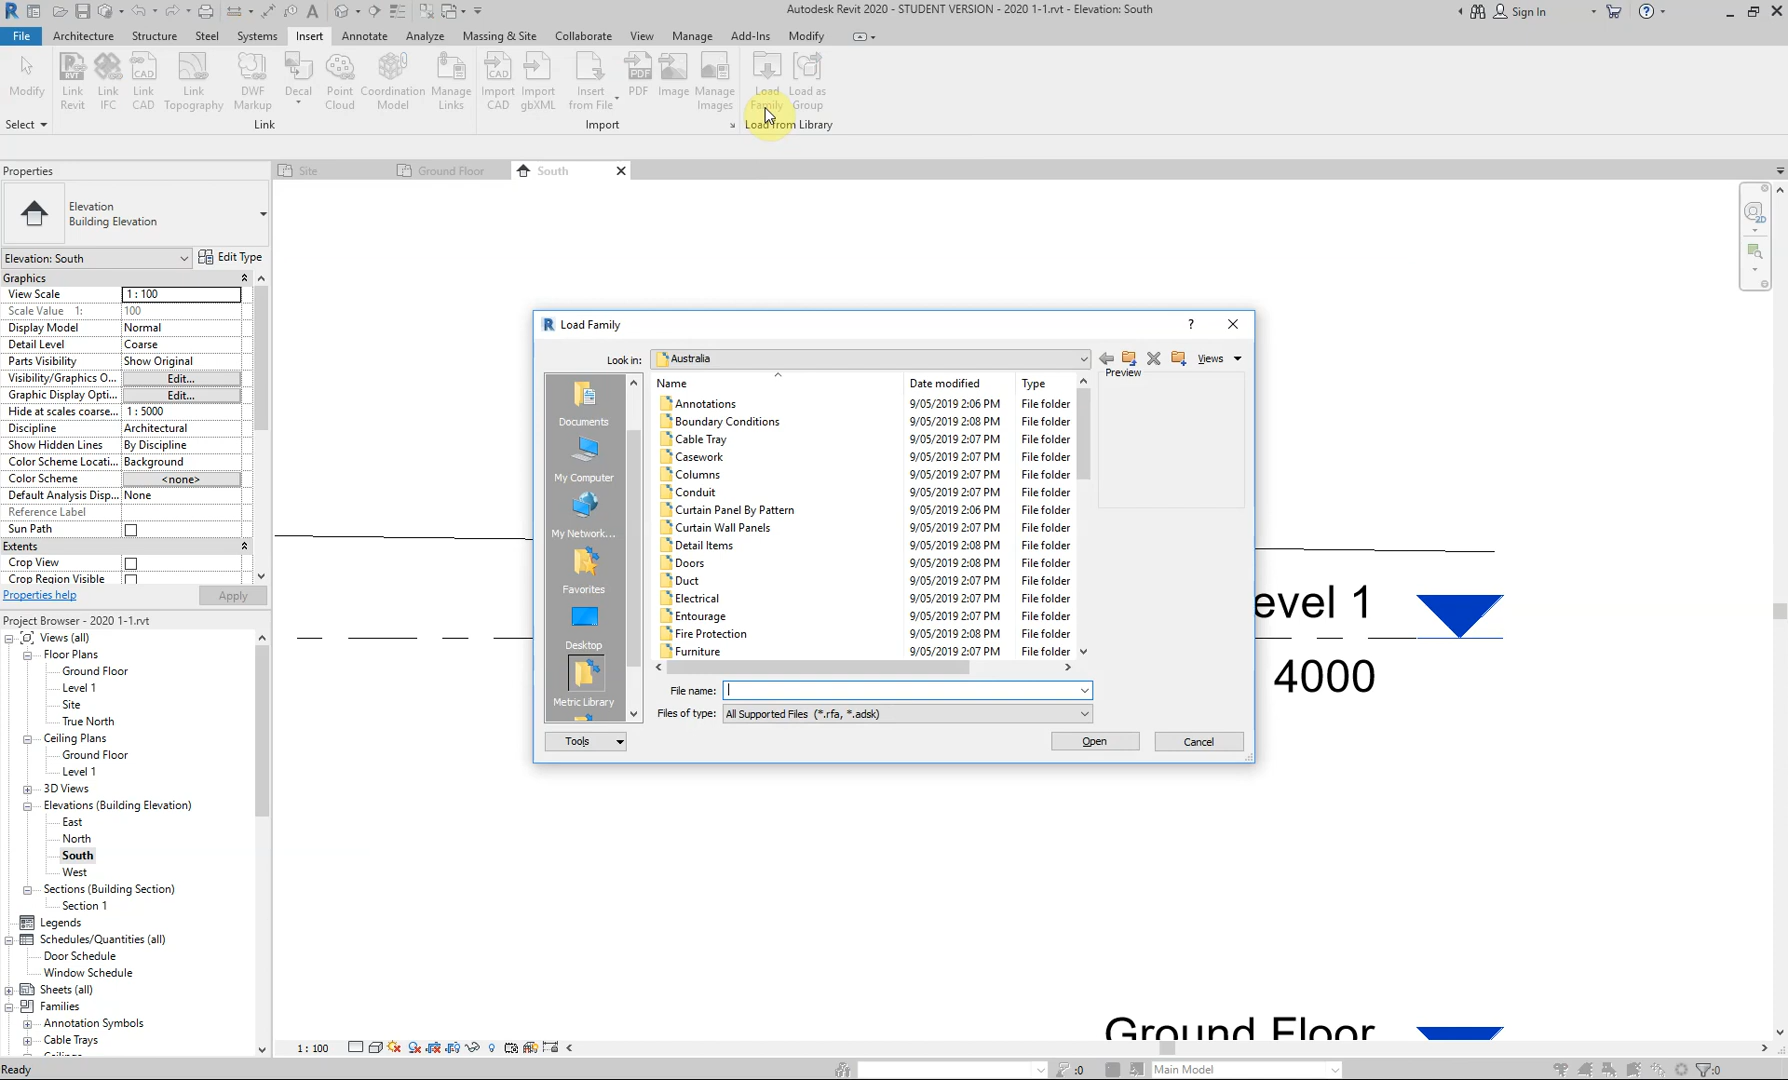 Autodesk Revit 2020 - STUDENT VERSION - 2020 1-1.rvt - Elevation: South
Sign In
File Architecture Structure Steel Systems Insert Annotate Analyze Massing & Site Collaborate View Manage Add-Ins Modify
Modify
Link Revit
Link IFC
Link CAD
Link Topography
DWF Markup
Decal
Point Cloud
Coordination Model
Manage Links
Import CAD
Import gbXML
Insert from File
PDF
Image
Manage Images
Load Family
Load as Group
Select
Link
Import
Load from Library
Properties
Site
Ground Floor
South
Elevation
Building Elevation
Elevation: South
Edit Type
Graphics
View Scale 1 : 100
Scale Value 1: 100
Display Model Normal
Detail Level Coarse
Parts Visibility Show Original
Visibility/Graphics O... Edit...
Graphic Display Opti... Edit...
Hide at scales coarse... 1 : 5000
Discipline Architectural
Show Hidden Lines By Discipline
Color Scheme Locati... Background
Color Scheme <none>
Default Analysis Disp... None
Reference Label
Sun Path
Extents
Crop View
Crop Region Visible
Properties help
Apply
Project Browser - 2020 1-1.rvt
Views (all)
Floor Plans
Ground Floor
Level 1
Site
True North
Ceiling Plans
Ground Floor
Level 1
3D Views
Elevations (Building Elevation)
East
North
South
West
Sections (Building Section)
Section 1
Legends
Schedules/Quantities (all)
Door Schedule
Window Schedule
Sheets (all)
Families
Annotation Symbols
Cable Trays
Load Family
Look in: Australia
Views
Preview
Documents
My Computer
My Network...
Favorites
Desktop
Metric Library
Name Date modified Type
Annotations 9/05/2019 2:06 PM File folder
Boundary Conditions 9/05/2019 2:08 PM File folder
Cable Tray 9/05/2019 2:07 PM File folder
Casework 9/05/2019 2:07 PM File folder
Columns 9/05/2019 2:07 PM File folder
Conduit 9/05/2019 2:07 PM File folder
Curtain Panel By Pattern 9/05/2019 2:06 PM File folder
Curtain Wall Panels 9/05/2019 2:07 PM File folder
Detail Items 9/05/2019 2:08 PM File folder
Doors 9/05/2019 2:08 PM File folder
Duct 9/05/2019 2:07 PM File folder
Electrical 9/05/2019 2:07 PM File folder
Entourage 9/05/2019 2:07 PM File folder
Fire Protection 9/05/2019 2:08 PM File folder
Furniture 9/05/2019 2:07 PM File folder
File name:
Files of type: All Supported Files (*.rfa, *.adsk)
Tools
Open
Cancel
evel 1
4000
Ground Floor
1 : 100
Ready
:0
Main Model
:0